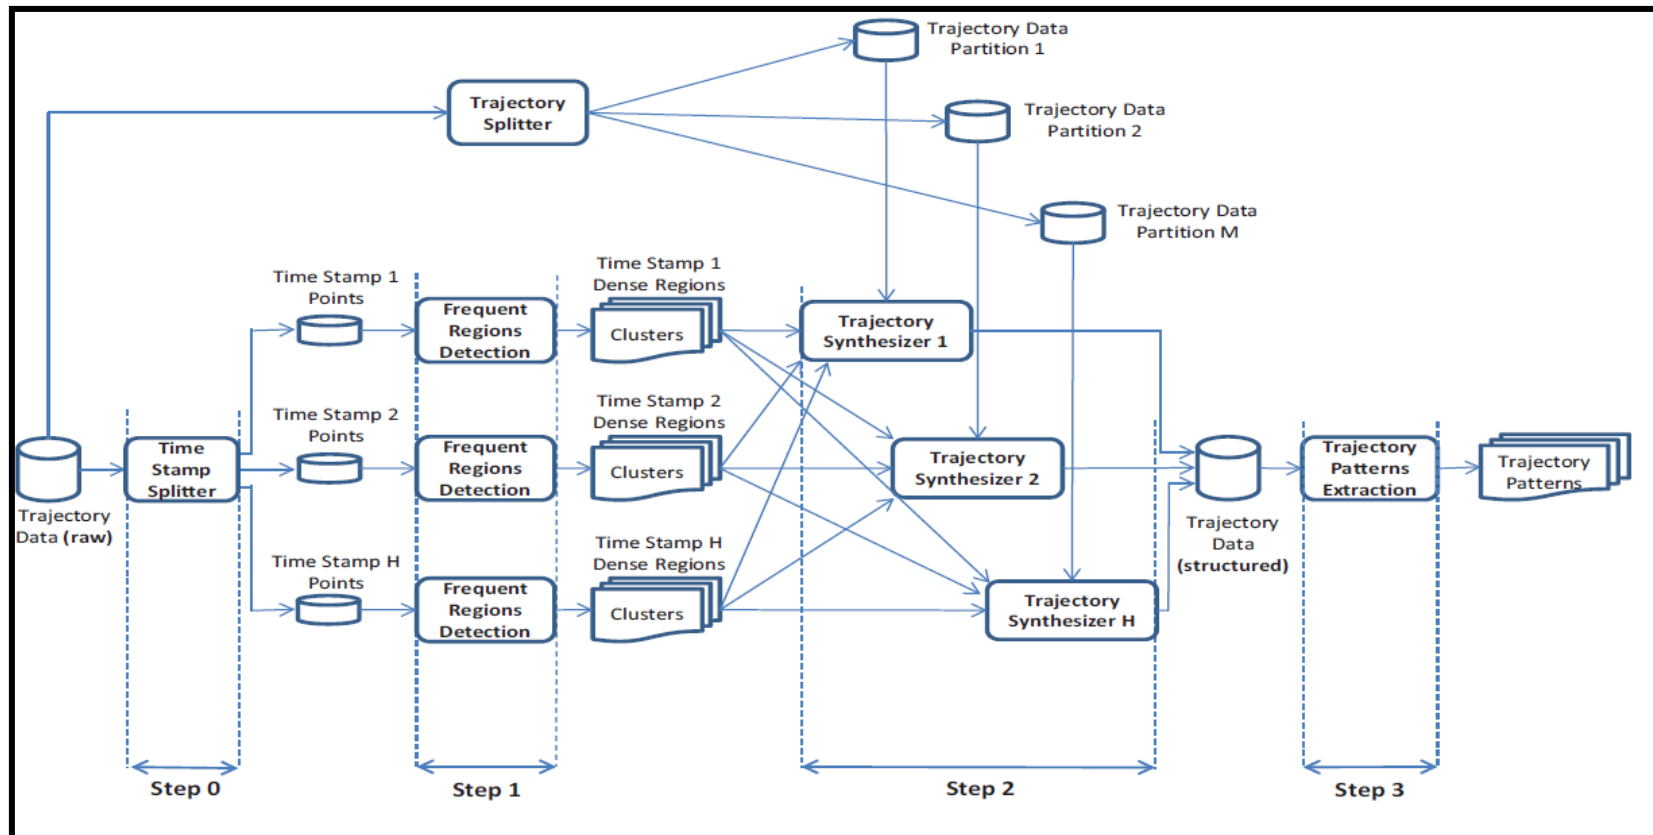 Trajectory Data
Partition 1
Trajectory
Splitter
Trajectory Data
Partition 2
Trajectory Data
Partition M
Time Stamp 1
Points
Frequent
Regions
Detection
Time Stamp 1
Dense Regions
Clusters
Trajectory
Synthesizer 1
Time Stamp 2
Points
Frequent
Regions
Detection
Time Stamp 2
Dense Regions
Clusters
Trajectory
Synthesizer 2
Trajectory
Data (raw)
Time
Stamp
Splitter
Time Stamp H
Points
Frequent
Regions
Detection
Time Stamp H
Dense Regions
Clusters
Trajectory
Synthesizer H
Trajectory
Data
(structured)
Trajectory
Patterns
Extraction
Trajectory
Patterns
Step 0
Step 1
Step 2
Step 3